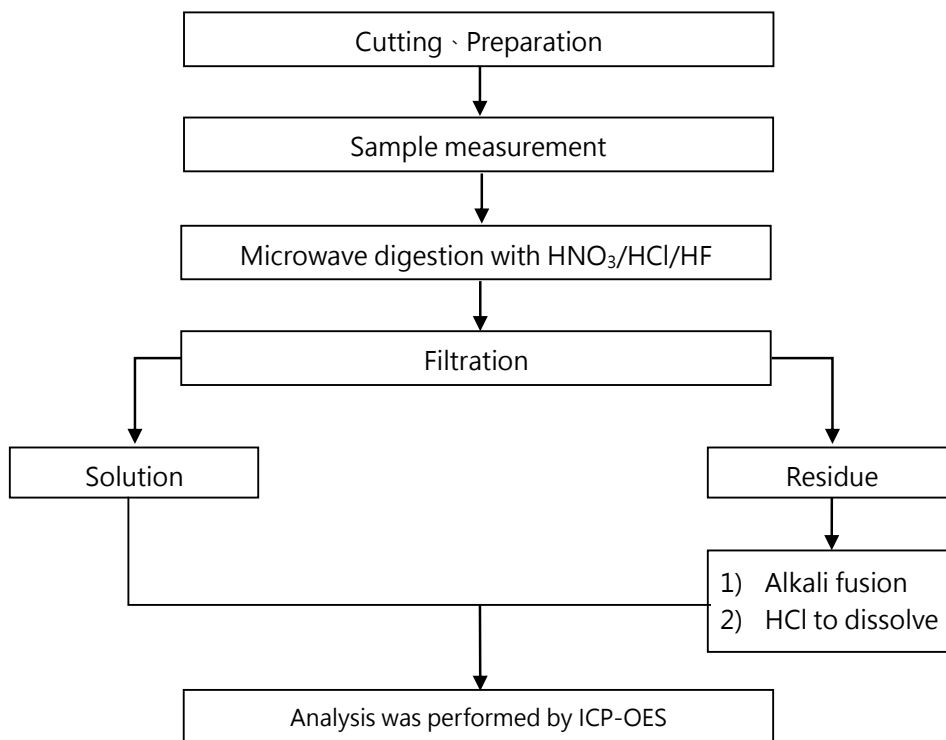 Cutting、Preparation
Sample measurement
Microwave digestion with HNO₃/HCl/HF
Filtration
Solution
Residue
1) Alkali fusion
2) HCl to dissolve
Analysis was performed by ICP-OES